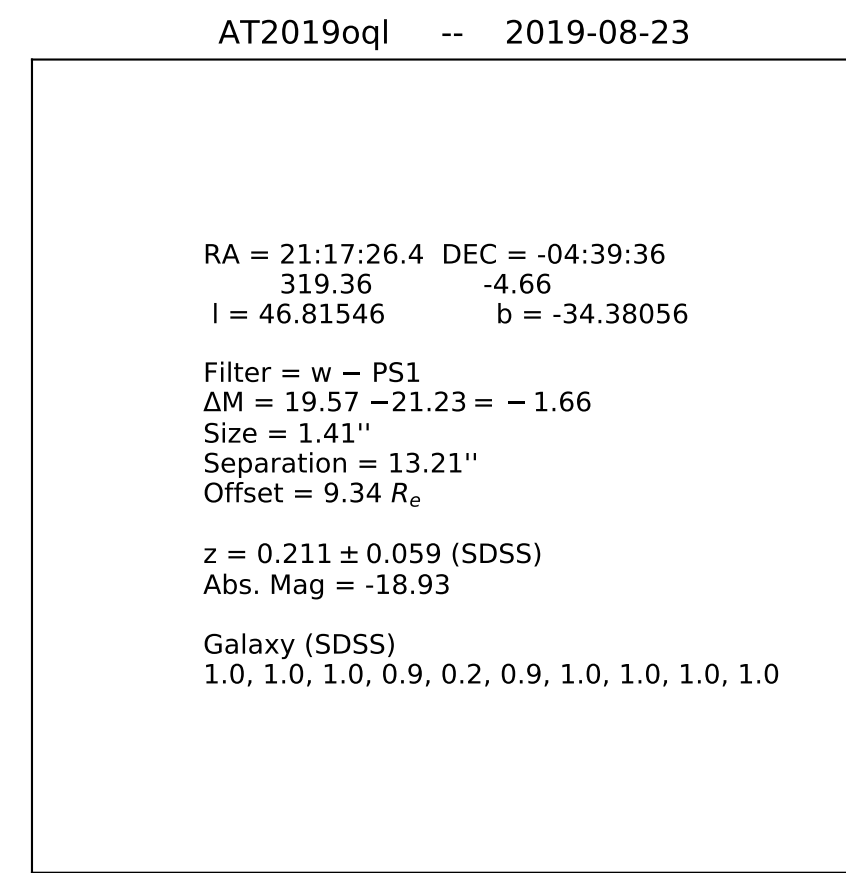 AT2019oql -- 2019-08-23
RA = 21:17:26.4 DEC = -04:39:36
319.36 -4.66
l = 46.81546 b = -34.38056
Filter = w − PS1
ΔM = 19.57 −21.23 = − 1.66
Size = 1.41''
Separation = 13.21''
Offset = 9.34 Rₑ
z = 0.211 ± 0.059 (SDSS)
Abs. Mag = -18.93
Galaxy (SDSS)
1.0, 1.0, 1.0, 0.9, 0.2, 0.9, 1.0, 1.0, 1.0, 1.0